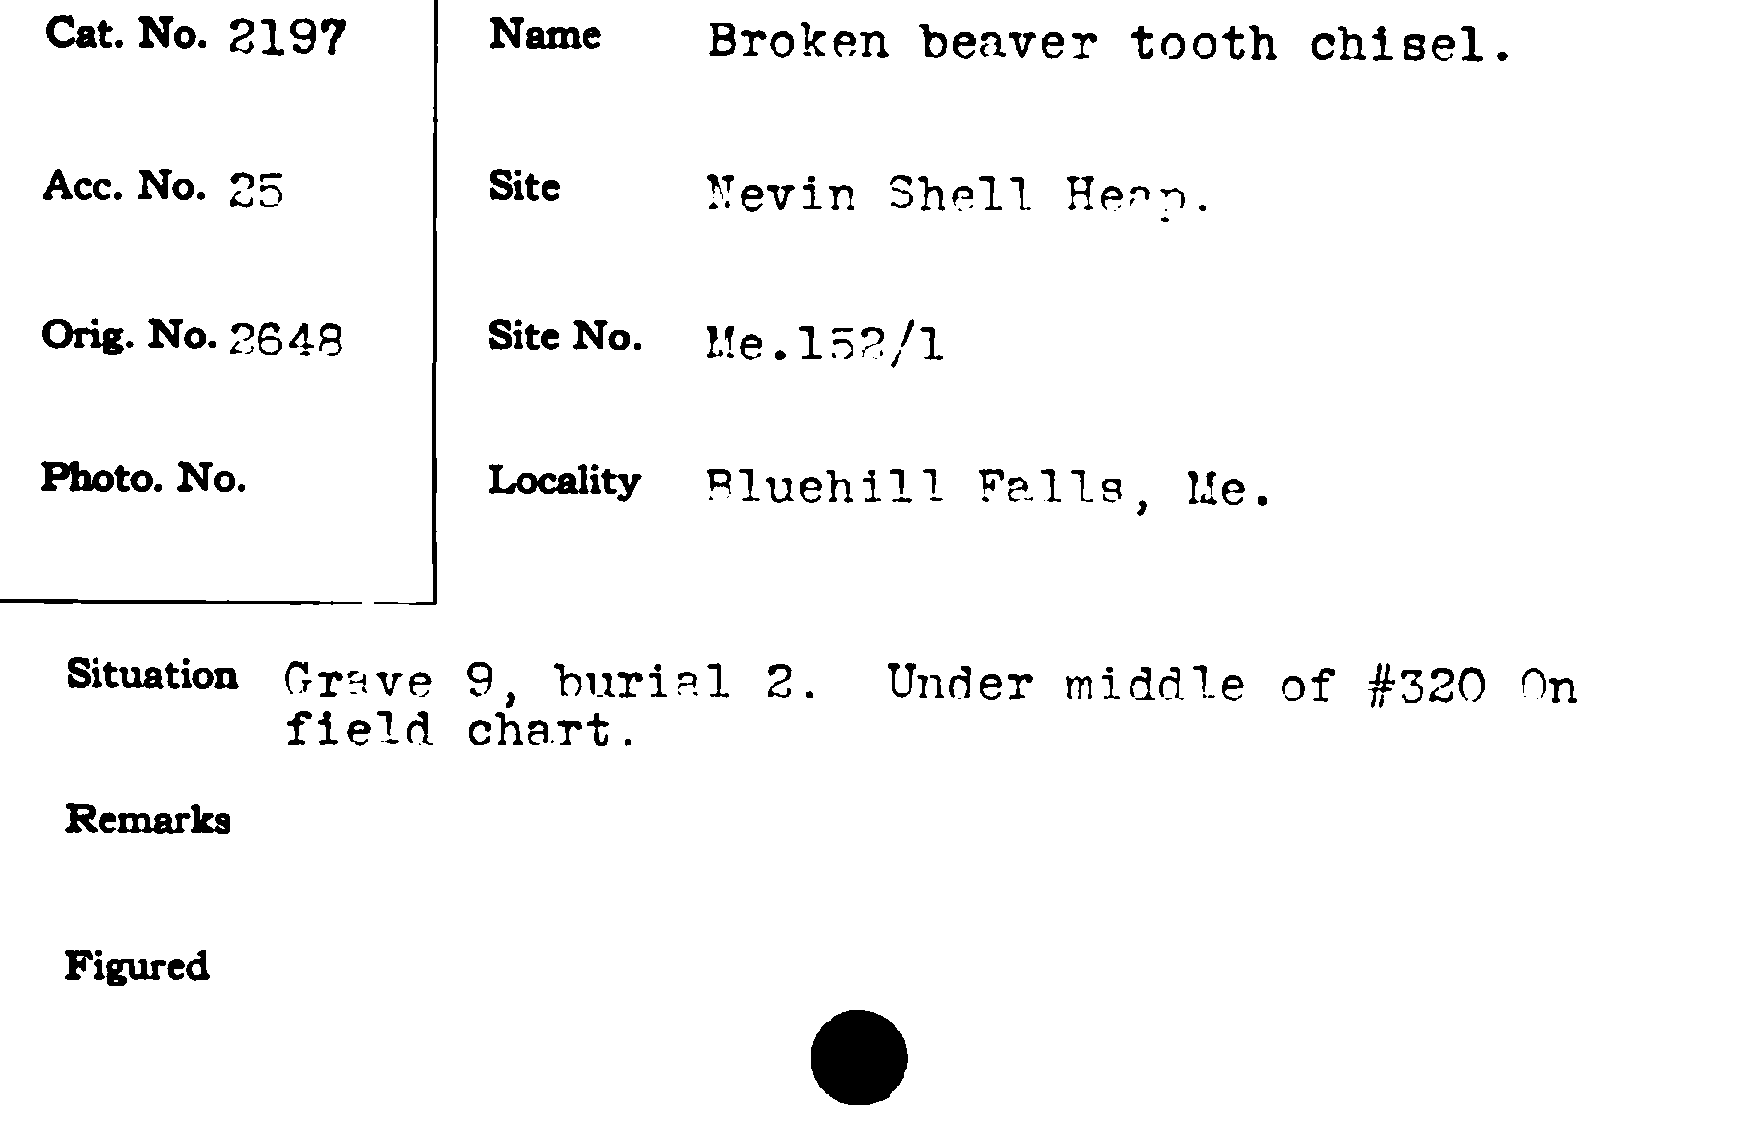 Cat. No. 2197
Name Broken beaver tooth chisel.
Acc. No. 25
Site Nevin Shell Heap.
Orig. No. 2648
Site No. Me.152/1
Photo. No.
Locality Bluehill Falls, Me.
Situation Grave 9, burial 2. Under middle of #320 On
field chart.
Remarks
Figured